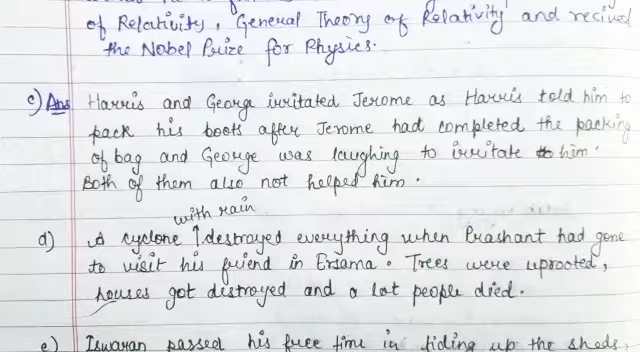 of Relativity, General Theory of Relativity and recived
the Nobel Prize for Physics.
c) Ans Harris and George irritated Jerome as Harris told him to
pack his boots after Jerome had completed the packing
of bag and George was laughing to irritate him.
Both of them also not helped him.
with rain
d) A cyclone ↑ destroyed everything when Prashant had gone
to visit his friend in Ersama. Trees were uprooted,
houses got distroyed and a lot people died.
e) Iswaran passed his free time in tiding up the sheds,